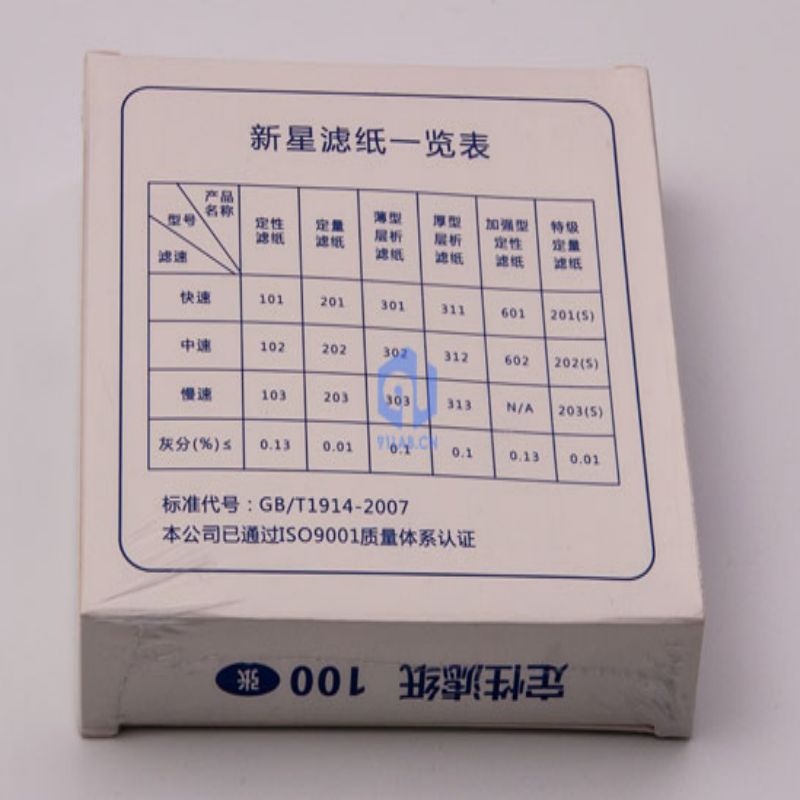 新星滤纸一览表
产品名称 型号 滤速 定性滤纸 定量滤纸 薄型层析滤纸 厚型层析滤纸 加强型定性滤纸 特级定量滤纸
快速 101 201 301 311 601 201(S)
中速 102 202 302 312 602 202(S)
慢速 103 203 303 313 N/A 203(S)
灰分(%)≤ 0.13 0.01 0.1 0.1 0.13 0.01
91LAB.CN
标准代号：GB/T1914-2007
本公司已通过ISO9001质量体系认证
定性滤纸 100 张